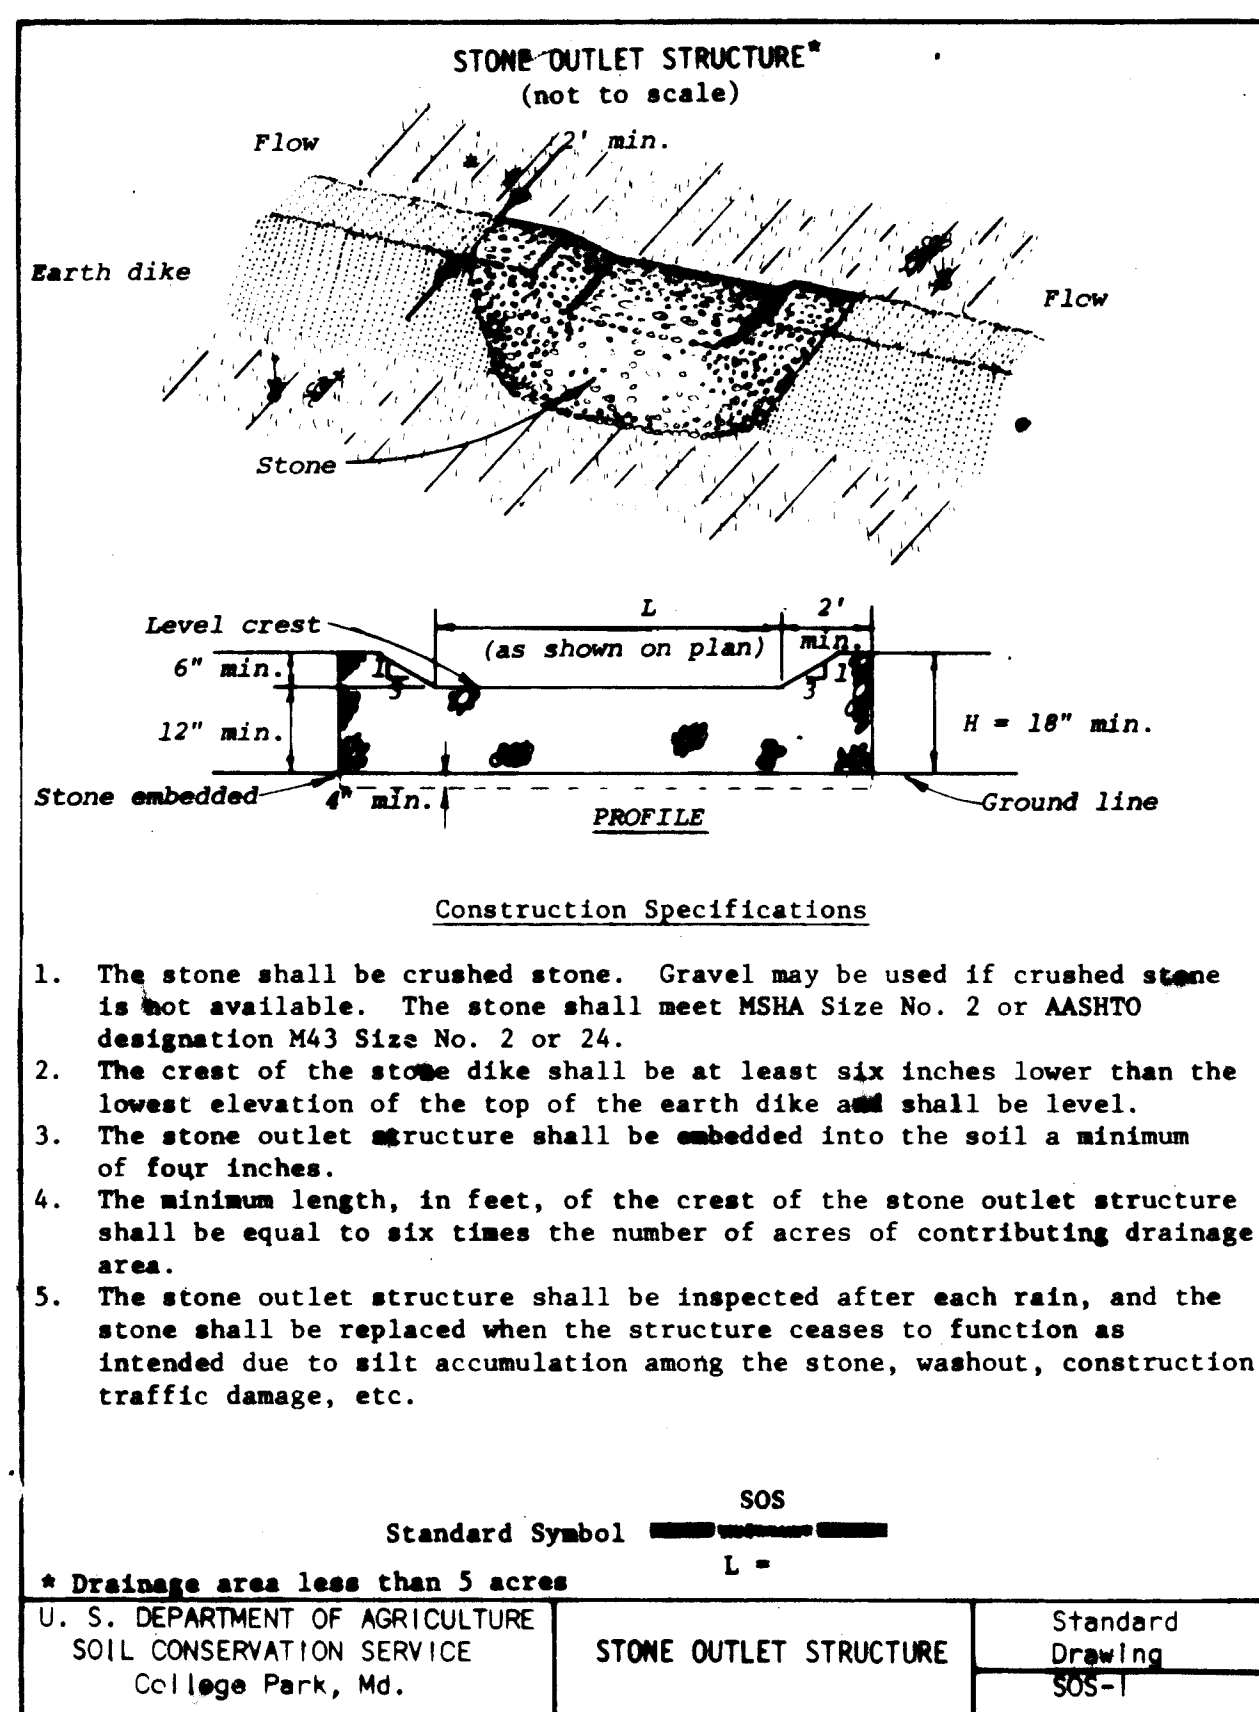 STONE OUTLET STRUCTURE*
(not to scale)
Flow
2' min.
Earth dike
Flow
Stone
Level crest
L
2'
(as shown on plan)
min.
6" min.
1
3
1
3
12" min.
H = 18" min.
Stone embedded
4" min.
Ground line
PROFILE
Construction Specifications
1. The stone shall be crushed stone. Gravel may be used if crushed stone
is not available. The stone shall meet MSHA Size No. 2 or AASHTO
designation M43 Size No. 2 or 24.
2. The crest of the stone dike shall be at least six inches lower than the
lowest elevation of the top of the earth dike and shall be level.
3. The stone outlet structure shall be embedded into the soil a minimum
of four inches.
4. The minimum length, in feet, of the crest of the stone outlet structure
shall be equal to six times the number of acres of contributing drainage
area.
5. The stone outlet structure shall be inspected after each rain, and the
stone shall be replaced when the structure ceases to function as
intended due to silt accumulation among the stone, washout, construction
traffic damage, etc.
SOS
Standard Symbol
L =
* Drainage area less than 5 acres
U. S. DEPARTMENT OF AGRICULTURE
SOIL CONSERVATION SERVICE
College Park, Md.
STONE OUTLET STRUCTURE
Standard
Drawing
SOS-1